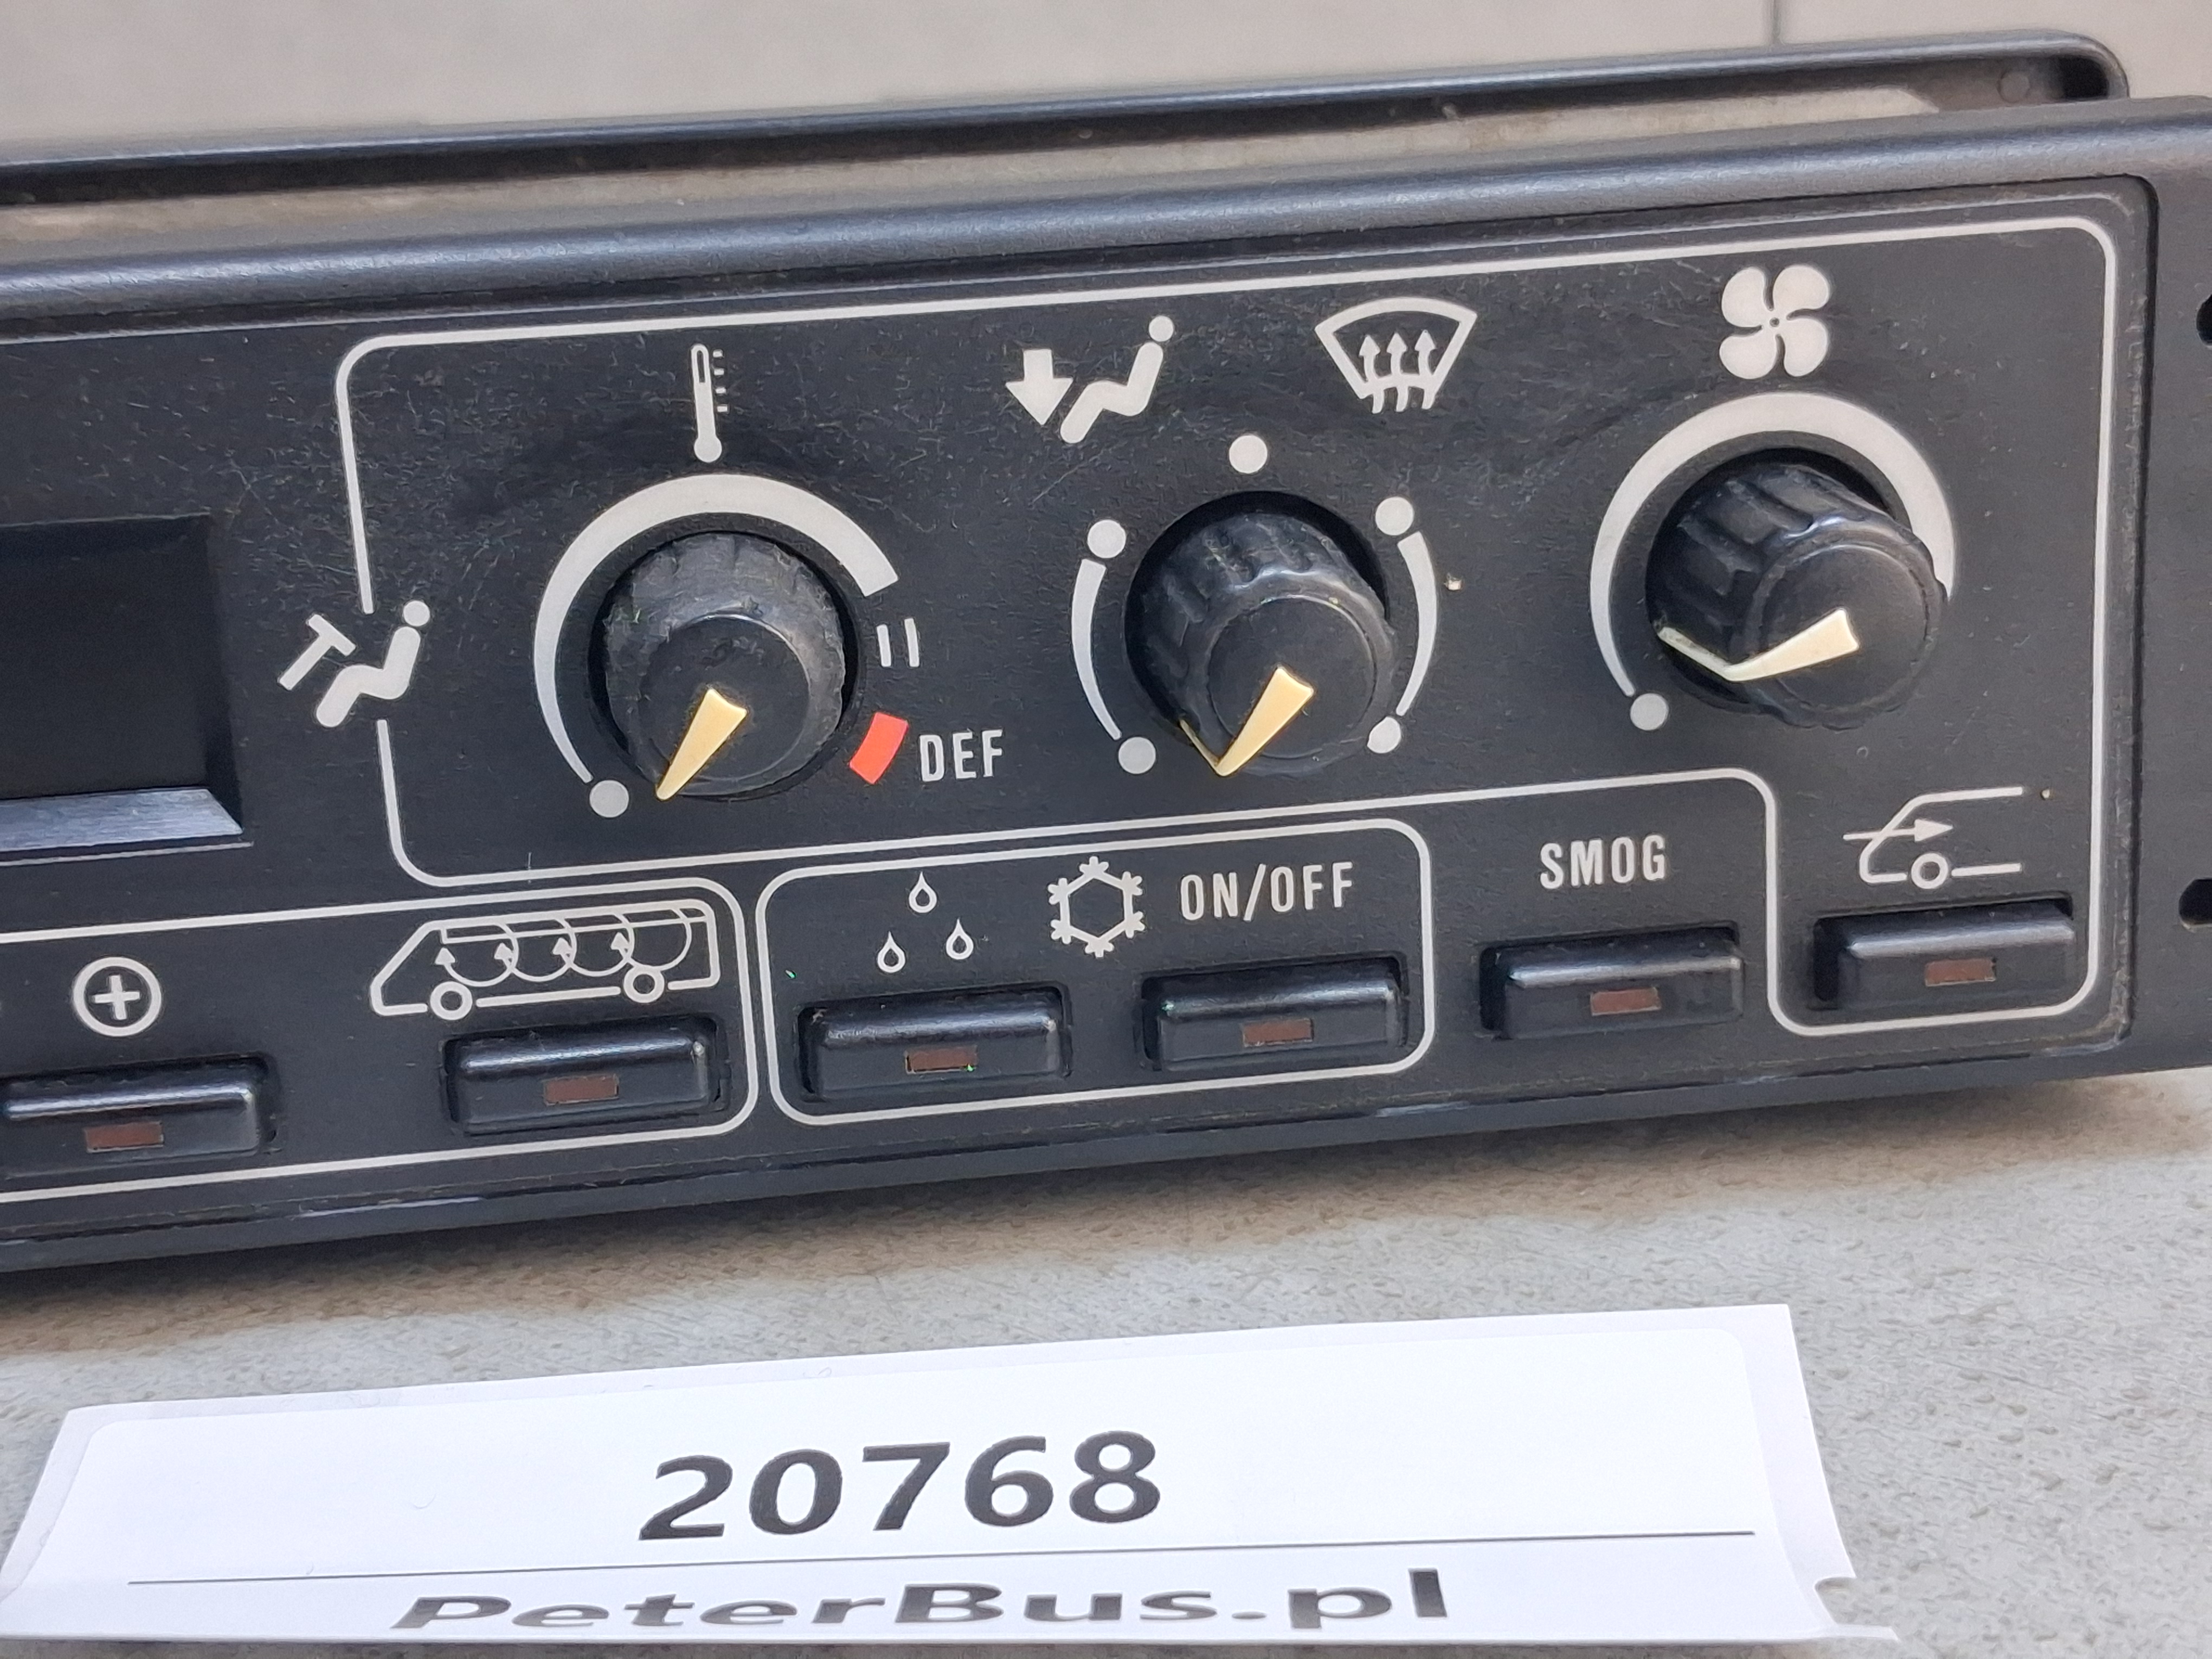 DEF
ON/OFF
SMOG
20768
PeterBus.pl